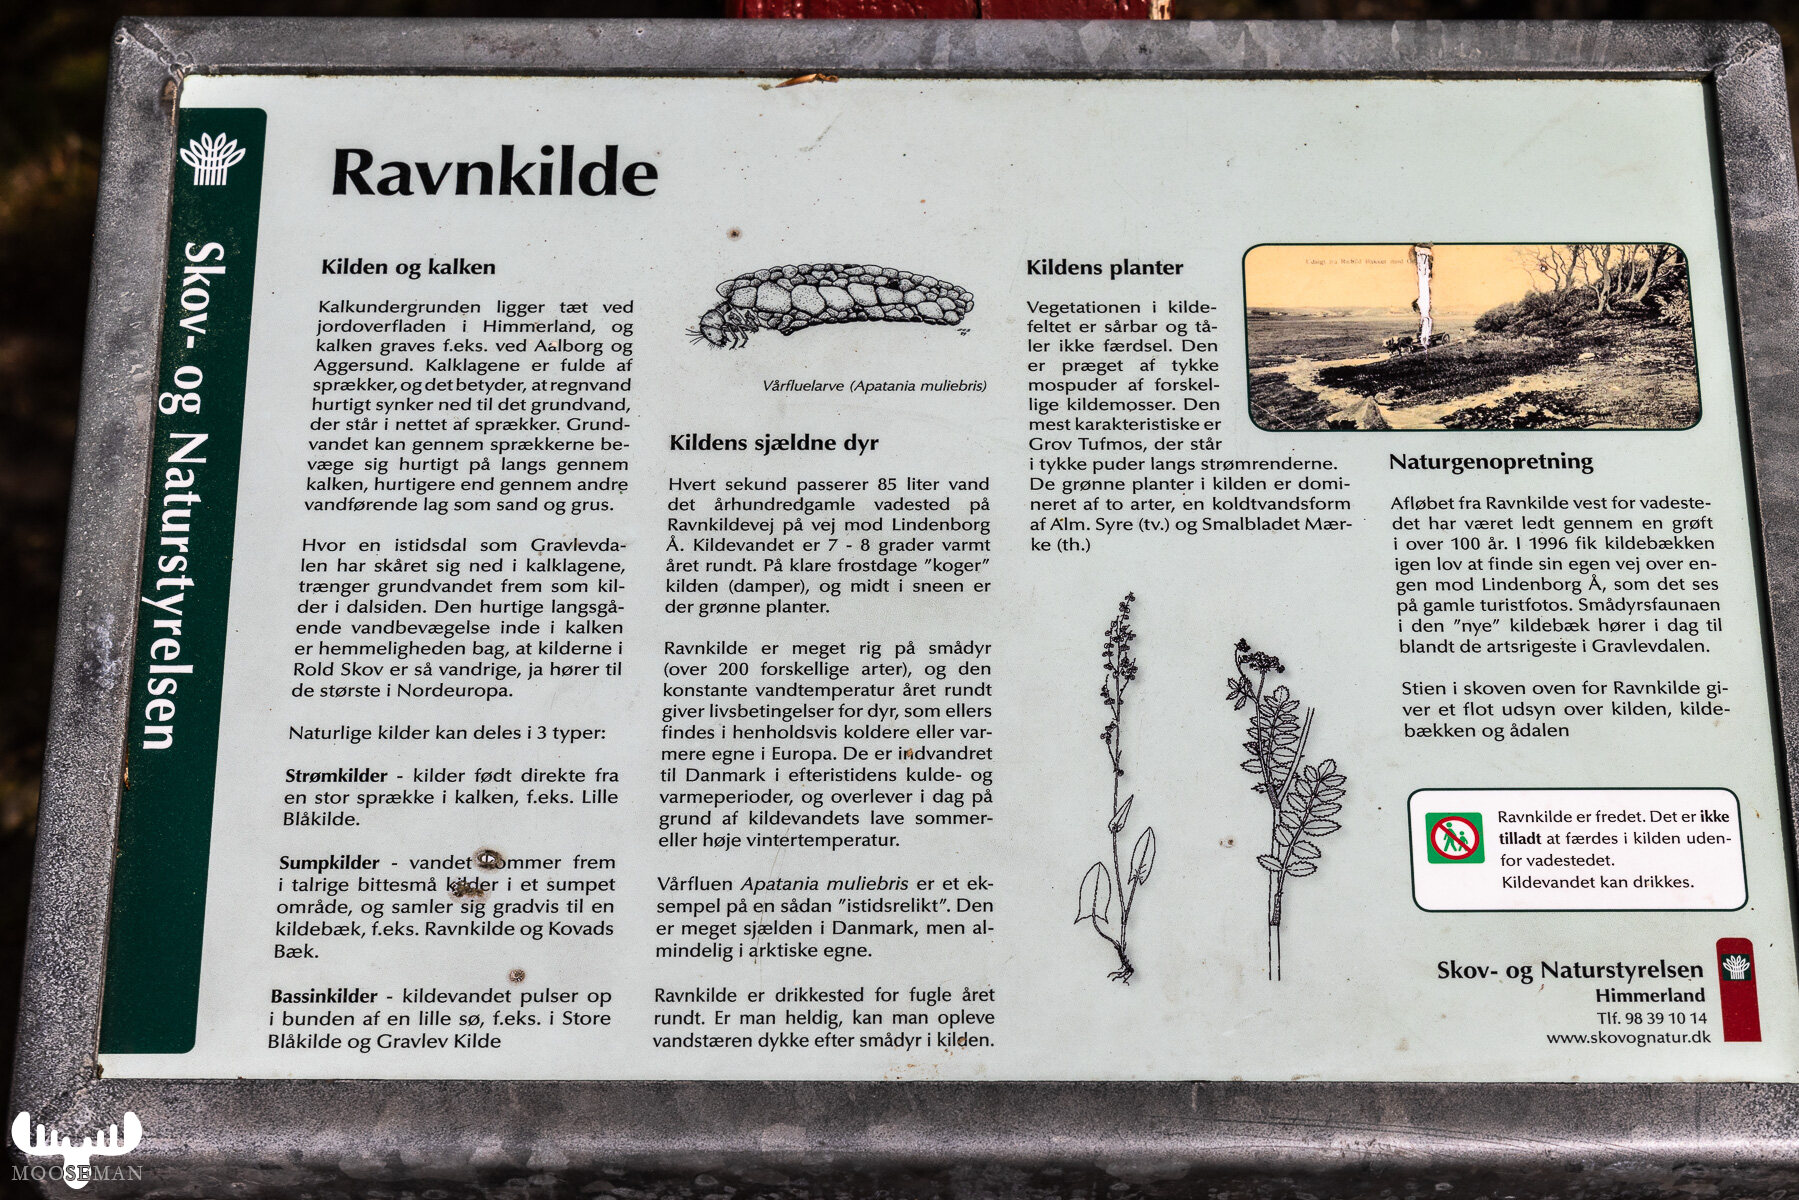 Skov- og Naturstyrelsen
Ravnkilde
Kilden og kalken
Kalkundergrunden ligger tæt ved
jordoverfladen i Himmerland, og
kalken graves f.eks. ved Aalborg og
Aggersund. Kalklagene er fulde af
sprækker, og det betyder, at regnvand
hurtigt synker ned til det grundvand,
der står i nettet af sprækker. Grund-
vandet kan gennem sprækkerne be-
væge sig hurtigt på langs gennem
kalken, hurtigere end gennem andre
vandførende lag som sand og grus.
Hvor en istidsdal som Gravlevda-
len har skåret sig ned i kalklagene,
trænger grundvandet frem som kil-
der i dalsiden. Den hurtige langsgå-
ende vandbevægelse inde i kalken
er hemmeligheden bag, at kilderne i
Rold Skov er så vandrige, ja hører til
de største i Nordeuropa.
Naturlige kilder kan deles i 3 typer:
Strømkilder - kilder født direkte fra
en stor sprække i kalken, f.eks. Lille
Blåkilde.
Sumpkilder - vandet kommer frem
i talrige bittesmå kilder i et sumpet
område, og samler sig gradvis til en
kildebæk, f.eks. Ravnkilde og Kovads
Bæk.
Bassinkilder - kildevandet pulser op
i bunden af en lille sø, f.eks. i Store
Blåkilde og Gravlev Kilde
Vårfluelarve (Apatania muliebris)
Kildens sjældne dyr
Hvert sekund passerer 85 liter vand
det århundredgamle vadested på
Ravnkildevej på vej mod Lindenborg
Å. Kildevandet er 7 - 8 grader varmt
året rundt. På klare frostdage "koger"
kilden (damper), og midt i sneen er
der grønne planter.
Ravnkilde er meget rig på smådyr
(over 200 forskellige arter), og den
konstante vandtemperatur året rundt
giver livsbetingelser for dyr, som ellers
findes i henholdsvis koldere eller var-
mere egne i Europa. De er indvandret
til Danmark i efteristidens kulde- og
varmeperioder, og overlever i dag på
grund af kildevandets lave sommer-
eller høje vintertemperatur.
Vårfluen Apatania muliebris er et ek-
sempel på en sådan "istidsrelikt". Den
er meget sjælden i Danmark, men al-
mindelig i arktiske egne.
Ravnkilde er drikkested for fugle året
rundt. Er man heldig, kan man opleve
vandstæren dykke efter smådyr i kilden.
Kildens planter
Vegetationen i kilde-
feltet er sårbar og tå-
ler ikke færdsel. Den
er præget af tykke
mospuder af forskel-
lige kildemosser. Den
mest karakteristiske er
Grov Tufmos, der står
i tykke puder langs strømrenderne.
De grønne planter i kilden er domi-
neret af to arter, en koldtvandsform
af Alm. Syre (tv.) og Smalbladet Mær-
ke (th.)
Udsigt fra Rebild Bakker mod
Naturgenopretning
Afløbet fra Ravnkilde vest for vadeste-
det har været ledt gennem en grøft
i over 100 år. I 1996 fik kildebækken
igen lov at finde sin egen vej over en-
gen mod Lindenborg Å, som det ses
på gamle turistfotos. Smådyrsfaunaen
i den "nye" kildebæk hører i dag til
blandt de artsrigeste i Gravlevdalen.
Stien i skoven oven for Ravnkilde gi-
ver et flot udsyn over kilden, kilde-
bækken og ådalen
Ravnkilde er fredet. Det er ikke
tilladt at færdes i kilden uden-
for vadestedet.
Kildevandet kan drikkes.
Skov- og Naturstyrelsen
Himmerland
Tlf. 98 39 10 14
www.skovognatur.dk
MOOSEMAN